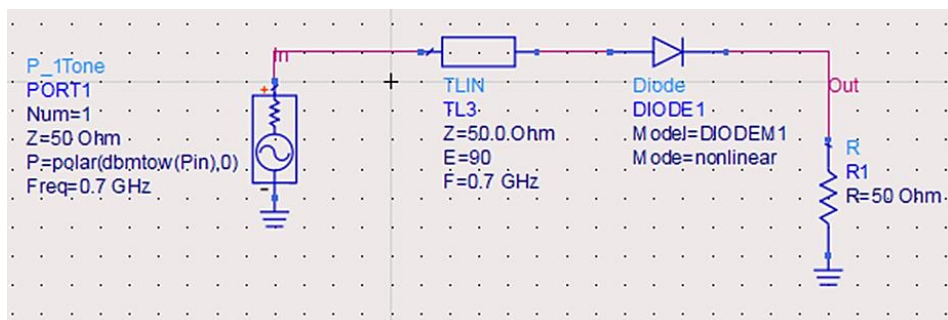 In
P_1Tone
PORT1
Num=1
Z=50 Ohm
P=polar(dbmtow(Pin),0)
Freq=0.7 GHz
TLIN
TL3
Z=50.0.Ohm
E=90
F=0.7 GHz
Diode
DIODE1
Model=DIODEM1
Mode=nonlinear
Out
R
R1
R=50 Ohm